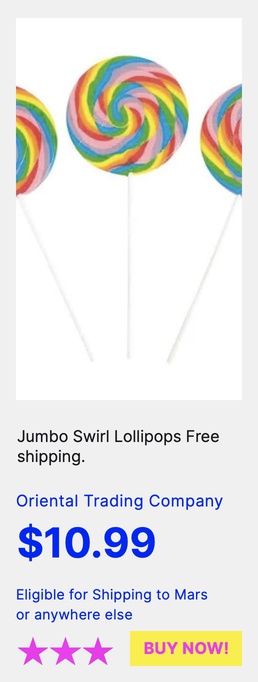 Jumbo Swirl Lollipops Free
shipping.
Oriental Trading Company
$10.99
Eligible for Shipping to Mars
or anywhere else
BUY NOW!